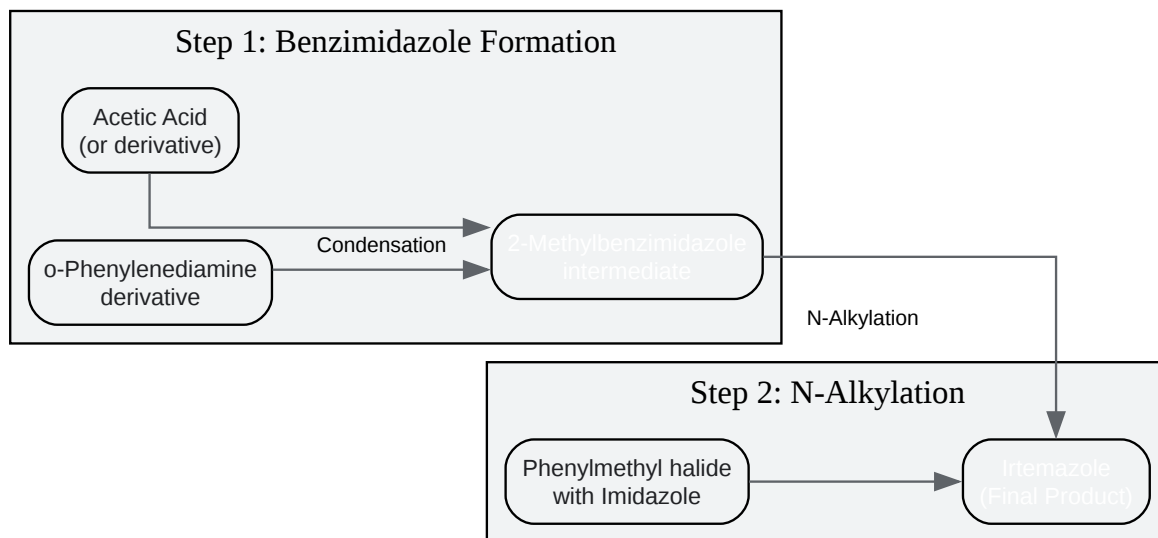 Step 1: Benzimidazole Formation
Acetic Acid
(or derivative)
Condensation
2-Methylbenzimidazole
intermediate
o-Phenylenediamine
derivative
N-Alkylation
Step 2: N-Alkylation
Phenylmethyl halide
with Imidazole
Irtemazole
(Final Product)